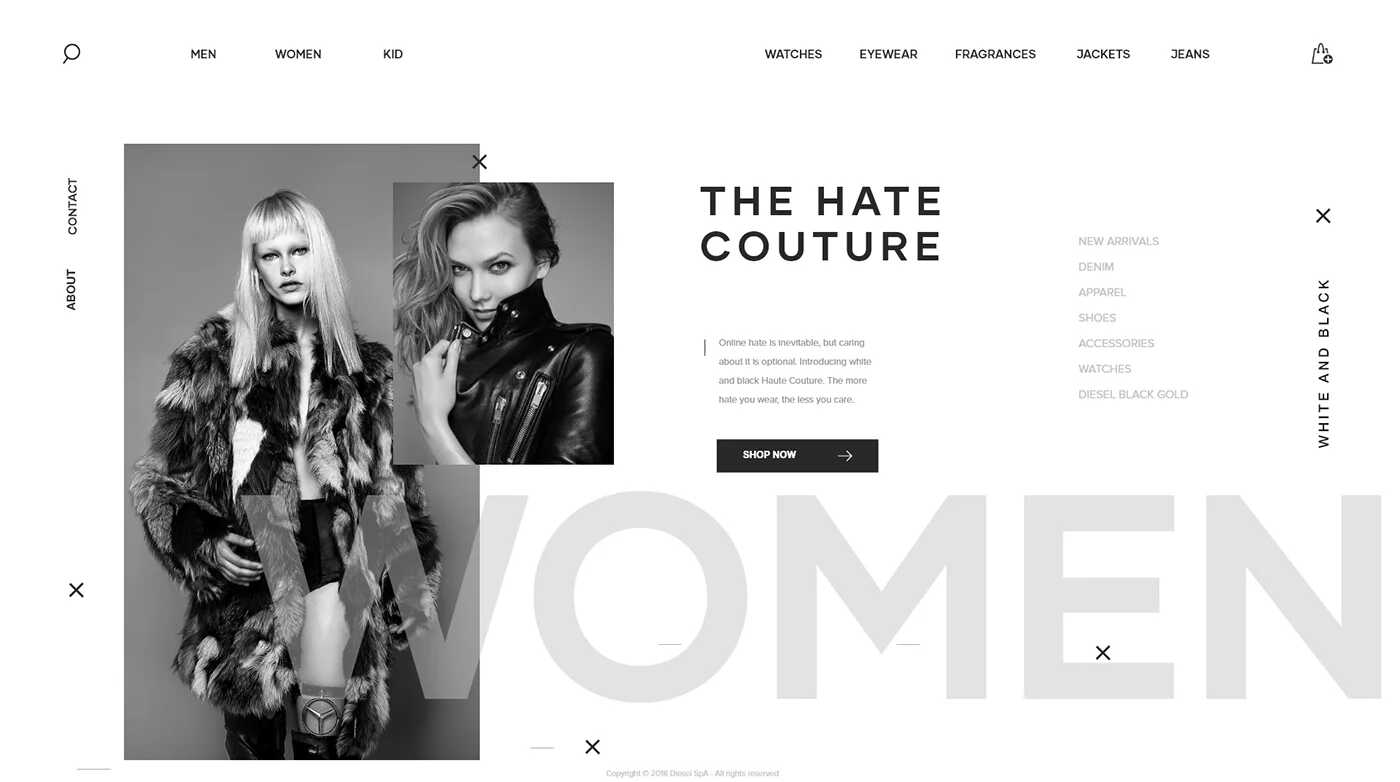 MEN WOMEN KID WATCHES EYEWEAR FRAGRANCES JACKETS JEANS
CONTACT
ABOUT
THE HATE
COUTURE
Online hate is inevitable, but caring
about it is optional. Introducing white
and black Haute Couture. The more
hate you wear, the less you care.
SHOP NOW
NEW ARRIVALS
DENIM
APPAREL
SHOES
ACCESSORIES
WATCHES
DIESEL BLACK GOLD
WHITE AND BLACK
WOMEN
Copyright © 2018 Diesel SpA - All rights reserved